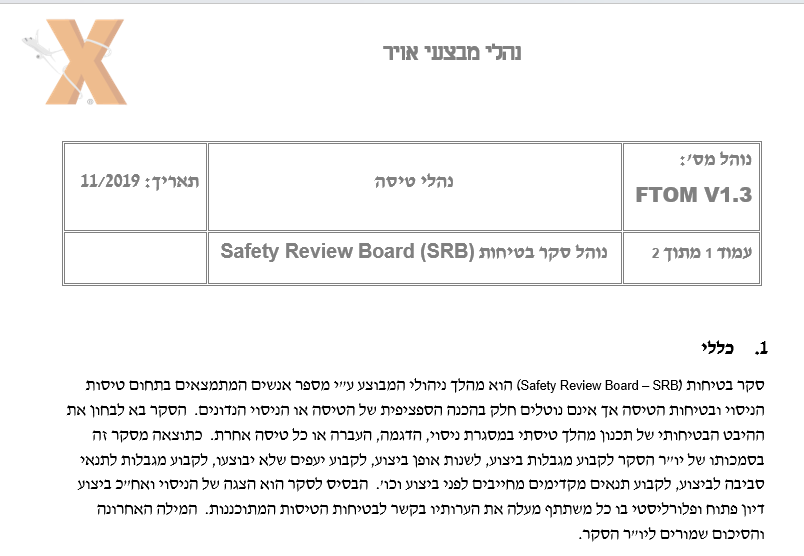 נהלי מבצעי אויר
X
®
נוהל מס':
FTOM V1.3
נהלי טיסה
תאריך: 11/2019
עמוד 1 מתוך 2
נוהל סקר בטיחות Safety Review Board (SRB)
1. כללי
סקר בטיחות (Safety Review Board – SRB) הוא מהלך ניהולי המבוצע ע"י מספר אנשים המתמצאים בתחום טיסות
הניסוי ובטיחות הטיסה אך אינם נוטלים חלק בהכנה הספציפית של הטיסה או הניסוי הנדונים. הסקר בא לבחון את
ההיבט הבטיחותי של תכנון מהלך טיסתי במסגרת ניסוי, הדגמה, העברה או כל טיסה אחרת. כתוצאה מסקר זה
בסמכותו של יו"ר הסקר לקבוע מגבלות ביצוע, לשנות אופן ביצוע, לקבוע יעפים שלא יבוצעו, לקבוע מגבלות לתנאי
סביבה לביצוע, לקבוע תנאים מקדימים מחייבים לפני ביצוע וכו'. הבסיס לסקר הוא הצגה של הניסוי ואח"כ ביצוע
דיון פתוח ופלורליסטי בו כל משתתף מעלה את הערותיו בקשר לבטיחות הטיסות המתוכננות. המילה האחרונה
והסיכום שמורים ליו"ר הסקר.